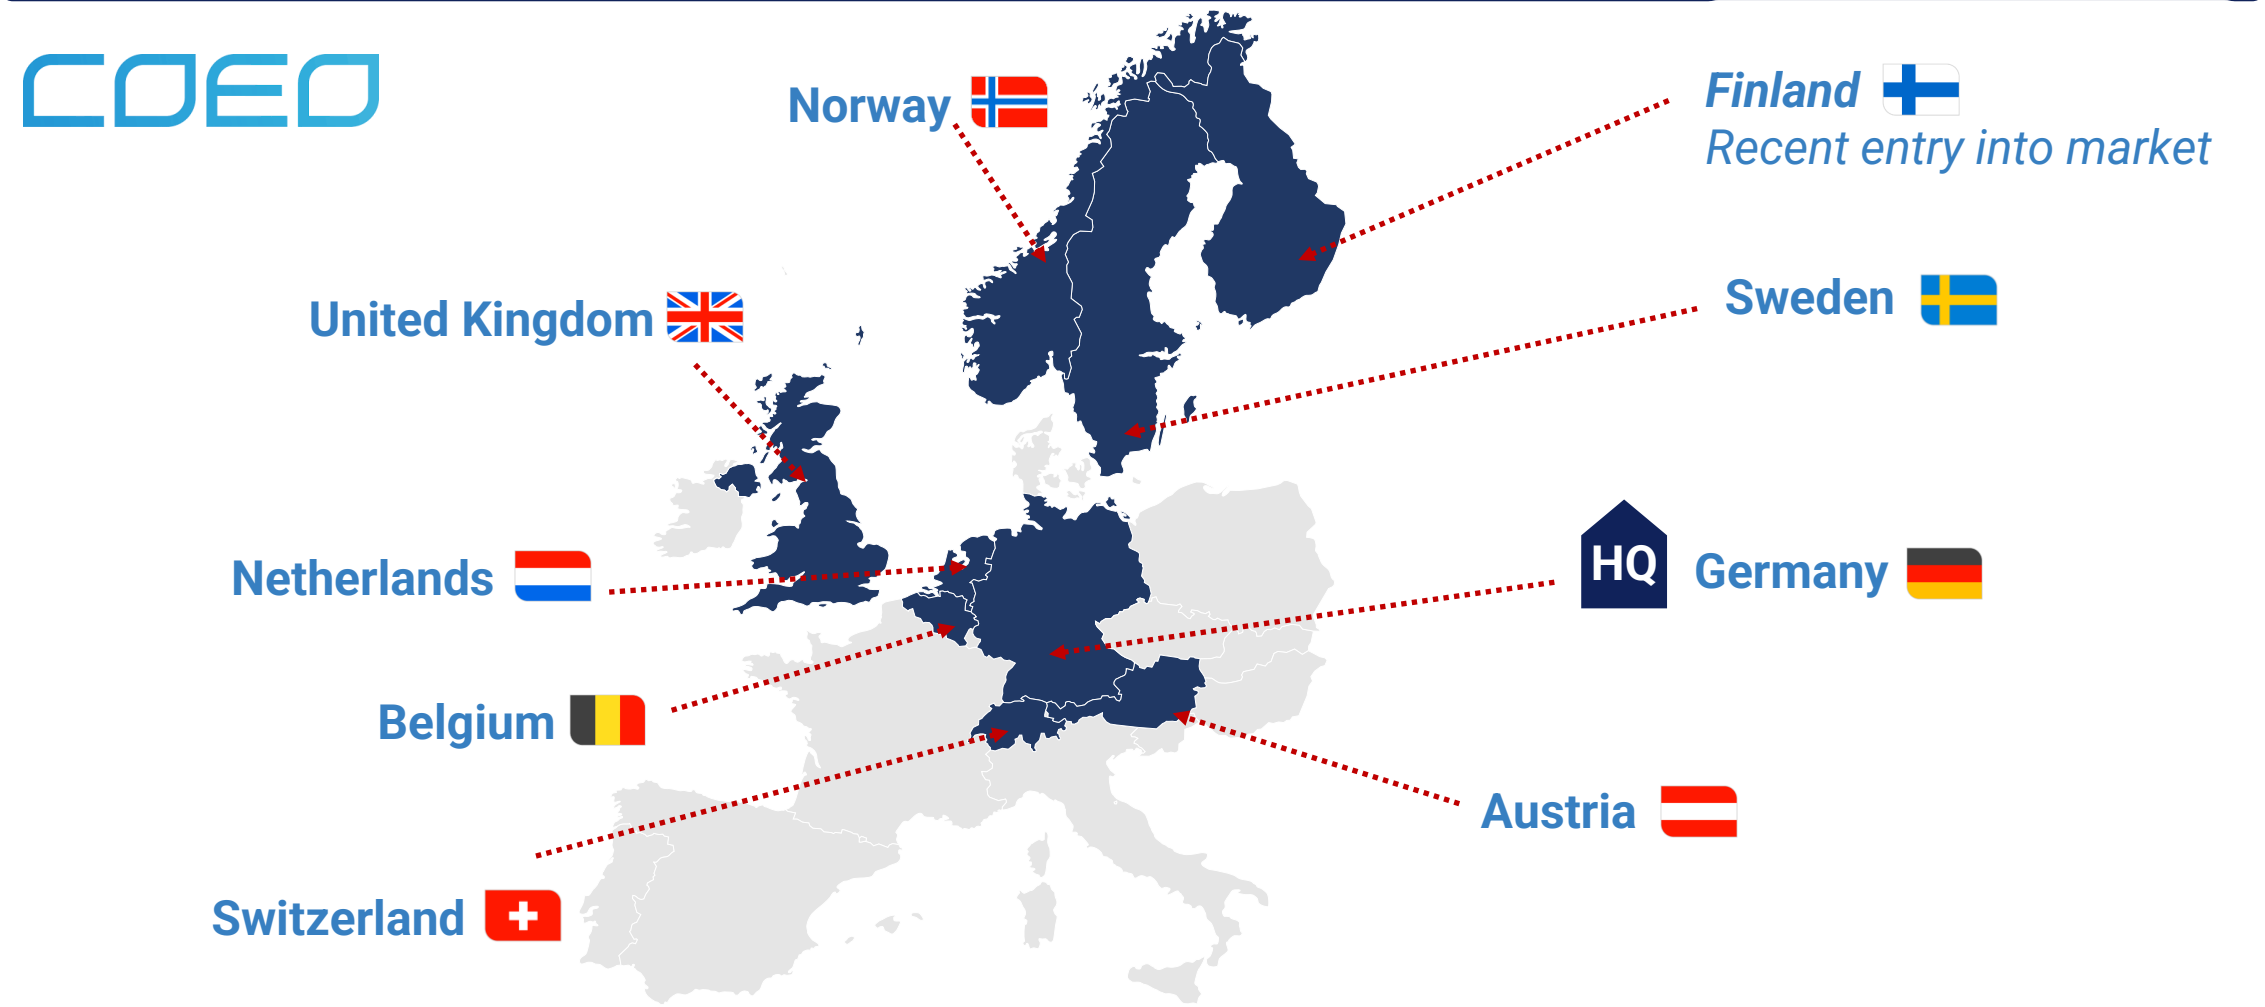 COEO
Norway
Finland
Recent entry into market
United Kingdom
Sweden
Netherlands
HQ
Germany
Belgium
Austria
Switzerland